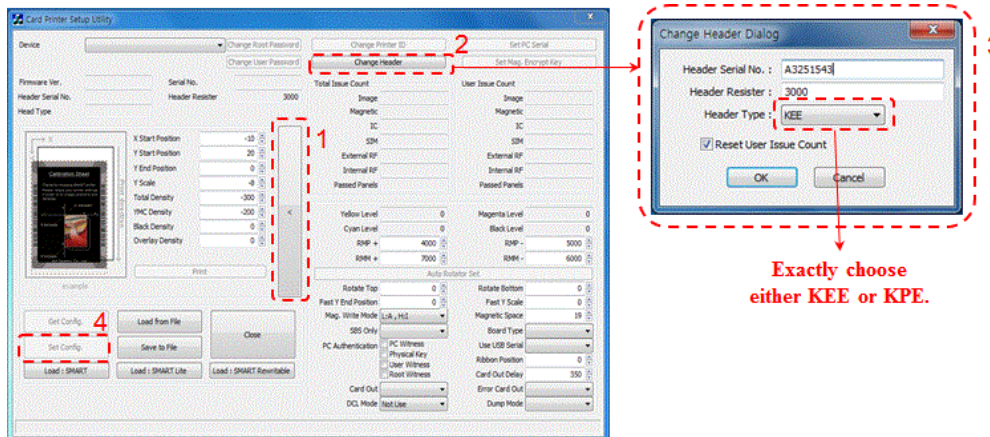 Card Printer Setup Utility
Device
Change Root Password
Change Printer ID
Set PC Serial
Change User Password
Change Header
Set Mag. Encrypt Key
2
Firmware Ver.
Serial No.
Header Serial No.
Header Resister
3000
Head Type
Total Issue Count
User Issue Count
Image
Image
Magnetic
Magnetic
IC
IC
SIM
SIM
External RF
External RF
Internal RF
Internal RF
Passed Panels
Passed Panels
X
Calibration Sheet
Print direction
example
X Start Position -10
Y Start Position 20
Y End Position 0
Y Scale -8
Total Density -300
YMC Density -200
Black Density 0
Overlay Density 0
Print
1
<
Yellow Level 0
Magenta Level 0
Cyan Level 0
Black Level 0
RMP + 4000
RMP - 5000
RMM + 7000
RMM - 6000
Auto Rotator Set
Rotate Top 0
Rotate Bottom 0
Fast Y End Position 0
Fast Y Scale 0
Mag. Write Mode L:A , H:I
Magnetic Space 19
SBS Only
Board Type
PC Authentication
PC Witness
Physical Key
User Witness
Root Witness
Use USB Serial
Ribbon Position 0
Card Out Delay 350
Card Out
Error Card Out
DCL Mode Not Use
Dump Mode
Get Config.
4
Load from File
Close
Set Config.
Save to File
Load : SMART
Load : SMART Lite
Load : SMART Rewritable
Change Header Dialog
Header Serial No. : A3251543
Header Resister : 3000
Header Type : KEE
Reset User Issue Count
OK
Cancel
Exactly choose
either KEE or KPE.